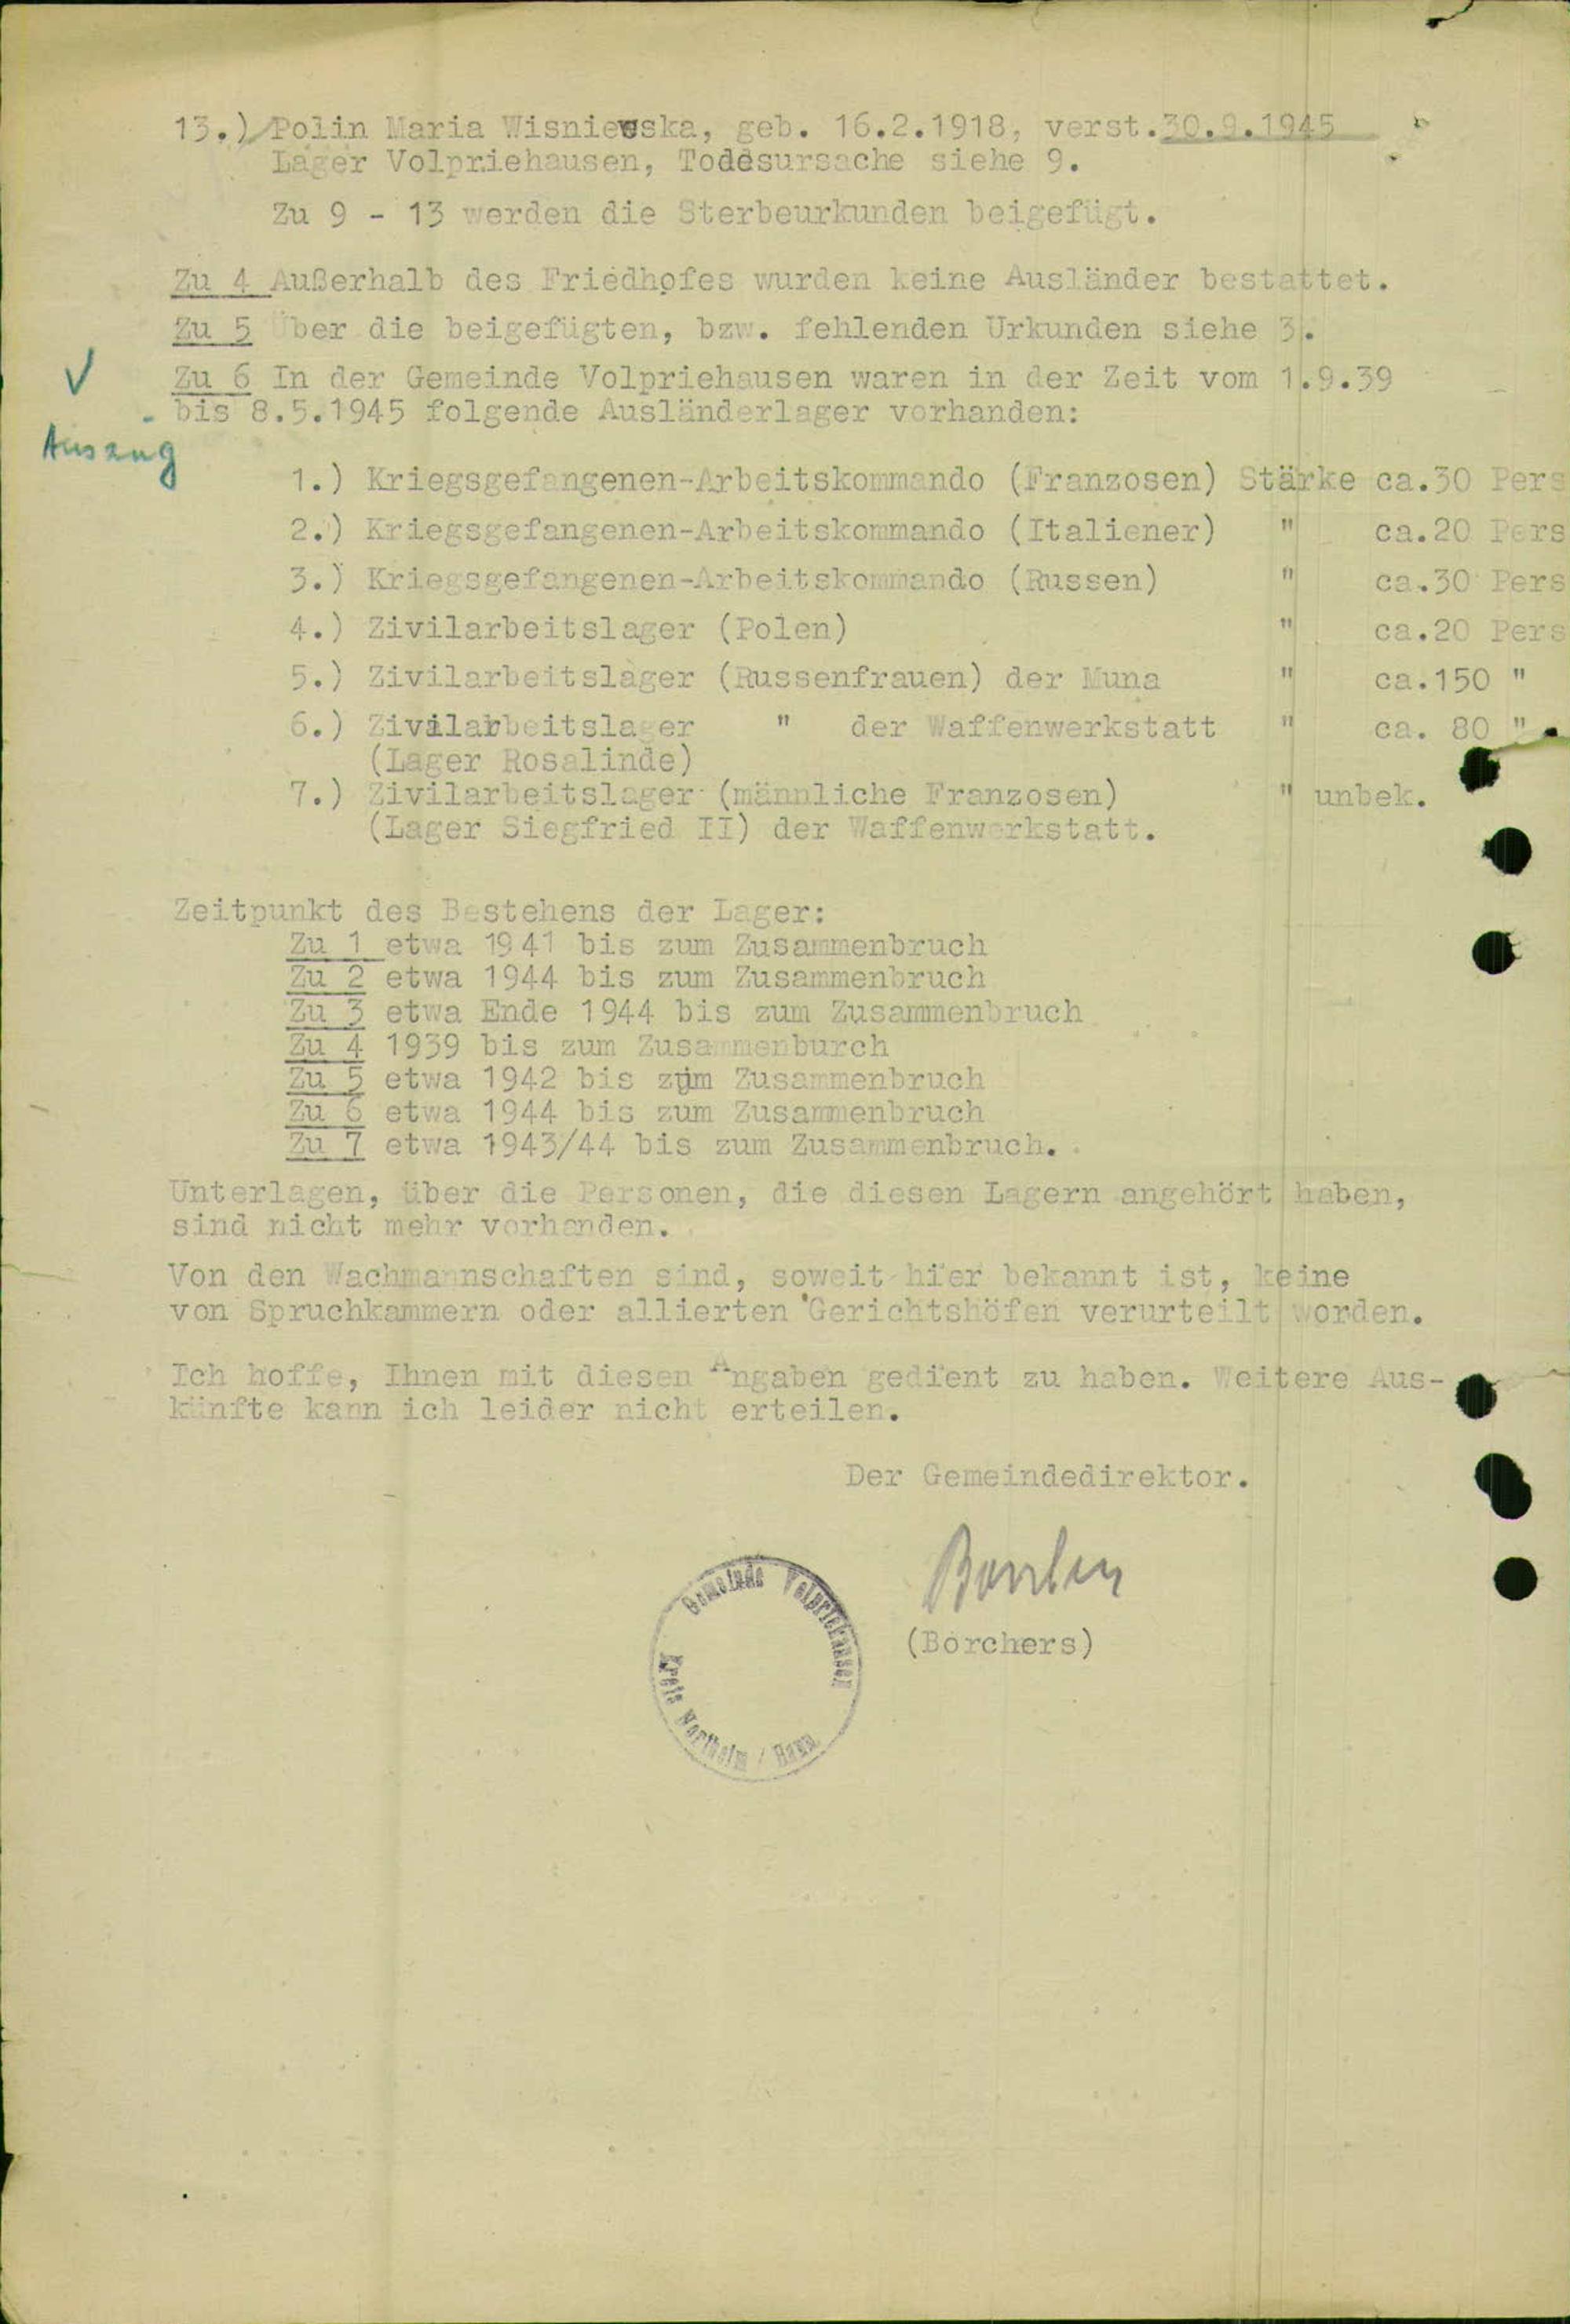 13.) Polin Maria Wisniewska, geb. 16.2.1918, verst.30.9.1945
Lager Volpriehausen, Toddsursache siehe 9.
Zu 9 - 13 werden die Sterbeurkunden beigefügt.
Zu 4 Außerhalb des Friedhofes wurden keine Ausländer bestattet.
Zu 5 Über die beigefügten, bzw. fehlenden Urkunden siehe 3.
Zu 6 In der Gemeinde Volpriehausen waren in der Zeit vom 1.9.39
bis 8.5.1945 folgende Ausländerlager vorhanden:
Auszug
1.) Kriegsgefangenen-Arbeitskommando (Franzosen) Stärke ca.30 Pers
2.) Kriegsgefangenen-Arbeitskommando (Italiener) " ca.20 Pers
3.) Kriegsgefangenen-Arbeitskommando (Russen) " ca.30 Pers
4.) Zivilarbeitslager (Polen) " ca.20 Pers
5.) Zivilarbeitslager (Russenfrauen) der Muna " ca.150 "
6.) Zivilarbeitslager " der Waffenwerkstatt " ca. 80 "
(Lager Rosalinde)
7.) Zivilarbeitslager (männliche Franzosen) " unbek.
(Lager Siegfried II) der Waffenwerkstatt.
Zeitpunkt des Bestehens der Lager:
Zu 1 etwa 1941 bis zum Zusammenbruch
Zu 2 etwa 1944 bis zum Zusammenbruch
Zu 3 etwa Ende 1944 bis zum Zusammenbruch
Zu 4 1939 bis zum Zusammenburch
Zu 5 etwa 1942 bis zum Zusammenbruch
Zu 6 etwa 1944 bis zum Zusammenbruch
Zu 7 etwa 1943/44 bis zum Zusammenbruch.
Unterlagen, über die Personen, die diesen Lagern angehört haben,
sind nicht mehr vorhanden.
Von den Wachmannschaften sind, soweit hier bekannt ist, keine
von Spruchkammern oder allierten Gerichtshöfen verurteilt worden.
Ich hoffe, Ihnen mit diesen Angaben gedient zu haben. Weitere Aus-
künfte kann ich leider nicht erteilen.
Der Gemeindedirektor.
Borchers
(Borchers)
Gemeinde Volpriehausen
Kreis Northeim / Hann.